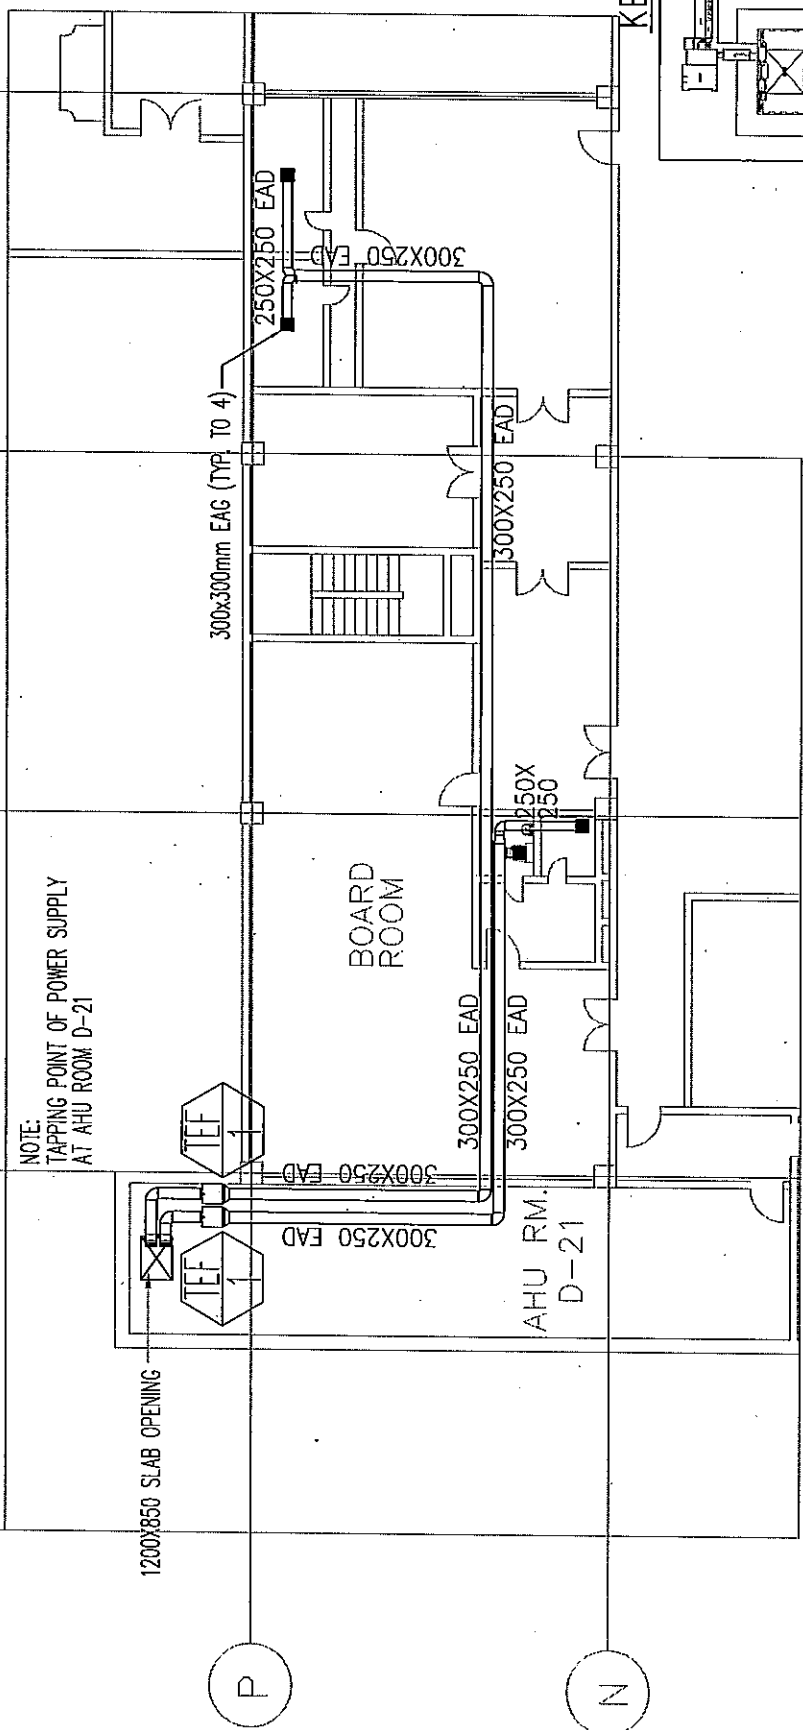 NOTE:
TAPPING POINT OF POWER SUPPLY
AT AHU ROOM D-21
1200X850 SLAB OPENING
TEF
1
TEF
1
300X250 EAD
300X250 EAD
300X250 EAD
300X250 EAD
AHU RM.
D-21
BOARD
ROOM
250X
250
300x300mm EAG (TYP. TO 4)
300X250 EAD
250X250 EAD
300X250 EAD
P
N